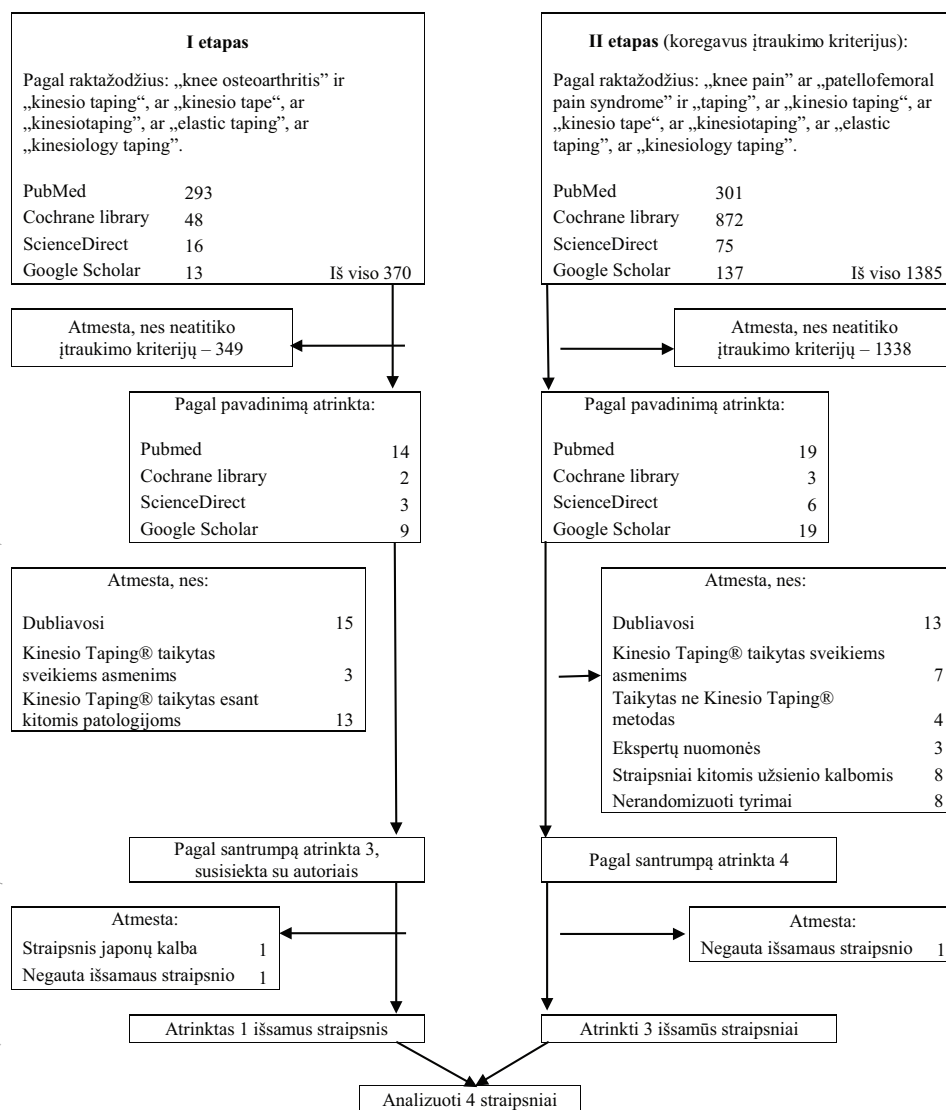 I etapas
Pagal raktažodžius: „knee osteoarthritis” ir
„kinesio taping“, ar „kinesio tape“, ar
„kinesiotaping”, ar „elastic taping”, ar
„kinesiology taping”.
PubMed 293
Cochrane library 48
ScienceDirect 16
Google Scholar 13 Iš viso 370
Atmesta, nes neatitiko
įtraukimo kriterijų – 349
Pagal pavadinimą atrinkta:
Pubmed 14
Cochrane library 2
ScienceDirect 3
Google Scholar 9
Atmesta, nes:
Dubliavosi 15
Kinesio Taping® taikytas
sveikiems asmenims 3
Kinesio Taping® taikytas esant
kitomis patologijoms 13
Pagal santrumpą atrinkta 3,
susisiekta su autoriais
Atmesta:
Straipsnis japonų kalba 1
Negauta išsamaus straipsnio 1
Atrinktas 1 išsamus straipsnis
II etapas (koregavus įtraukimo kriterijus):
Pagal raktažodžius: „knee pain” ar „patellofemoral
pain syndrome” ir „taping”, ar „kinesio taping“, ar
„kinesio tape“, ar „kinesiotaping”, ar „elastic
taping”, ar „kinesiology taping”.
PubMed 301
Cochrane library 872
ScienceDirect 75
Google Scholar 137 Iš viso 1385
Atmesta, nes neatitiko
įtraukimo kriterijų – 1338
Pagal pavadinimą atrinkta:
Pubmed 19
Cochrane library 3
ScienceDirect 6
Google Scholar 19
Atmesta, nes:
Dubliavosi 13
Kinesio Taping® taikytas sveikiems
asmenims 7
Taikytas ne Kinesio Taping®
metodas 4
Ekspertų nuomonės 3
Straipsniai kitomis užsienio kalbomis 8
Nerandomizuoti tyrimai 8
Pagal santrumpą atrinkta 4
Atmesta:
Negauta išsamaus straipsnio 1
Atrinkti 3 išsamūs straipsniai
Analizuoti 4 straipsniai